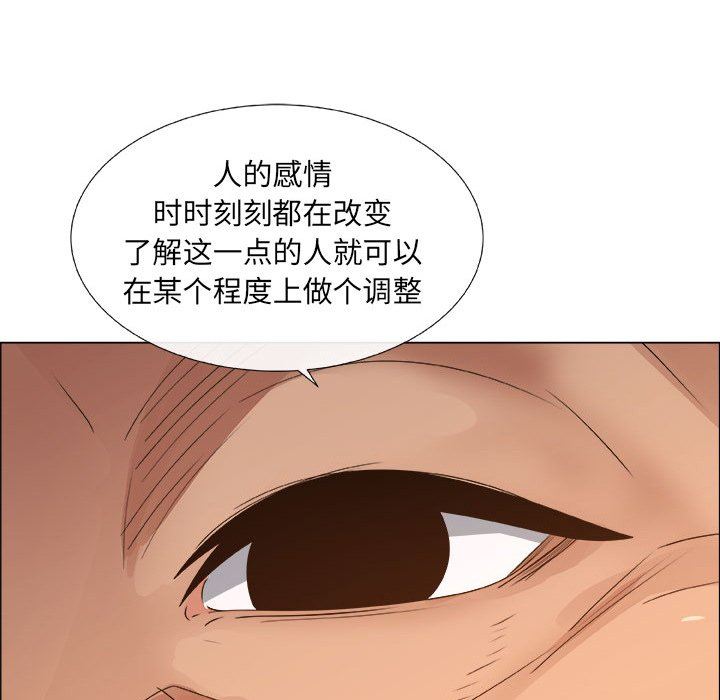 人的感情
时时刻刻都在改变
了解这一点的人就可以
在某个程度上做个调整